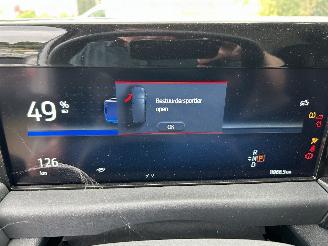 49 %
Bestuurdersportier
open
OK
126
km
R
N P
D